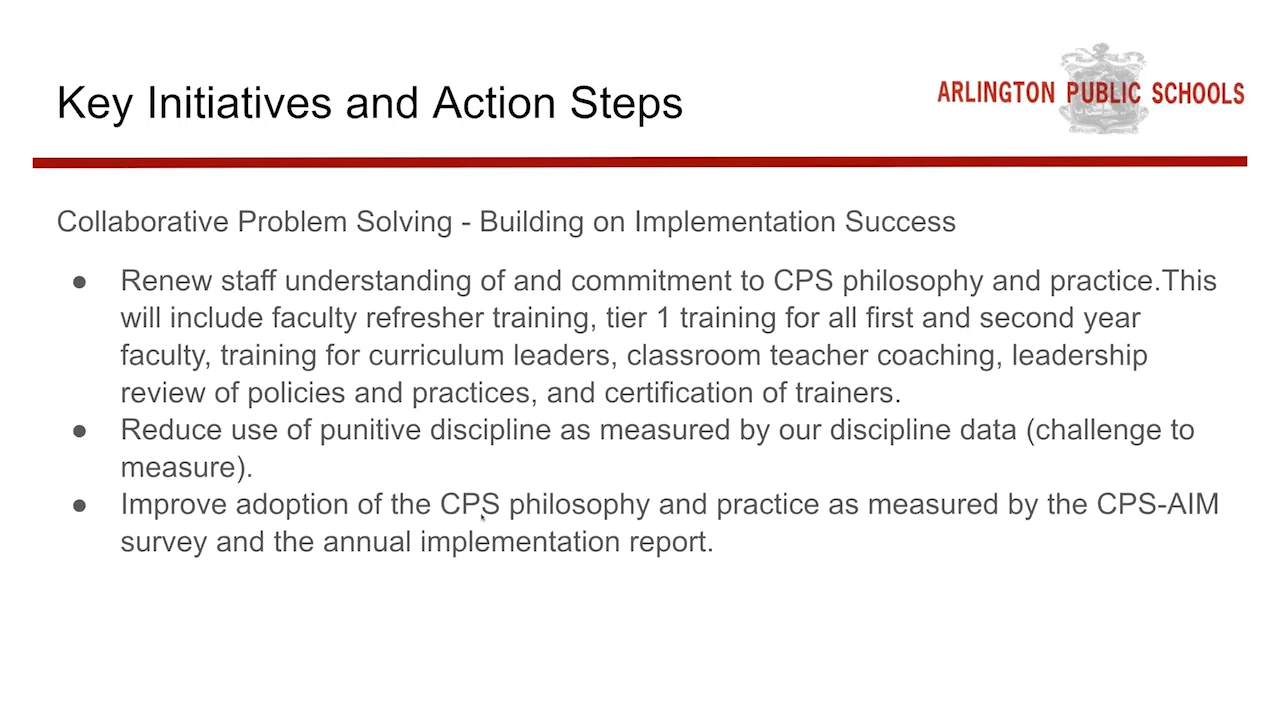 Key Initiatives and Action Steps
ARLINGTON PUBLIC SCHOOLS
Collaborative Problem Solving - Building on Implementation Success
● Renew staff understanding of and commitment to CPS philosophy and practice.This
will include faculty refresher training, tier 1 training for all first and second year
faculty, training for curriculum leaders, classroom teacher coaching, leadership
review of policies and practices, and certification of trainers.
● Reduce use of punitive discipline as measured by our discipline data (challenge to
measure).
● Improve adoption of the CPS philosophy and practice as measured by the CPS-AIM
survey and the annual implementation report.